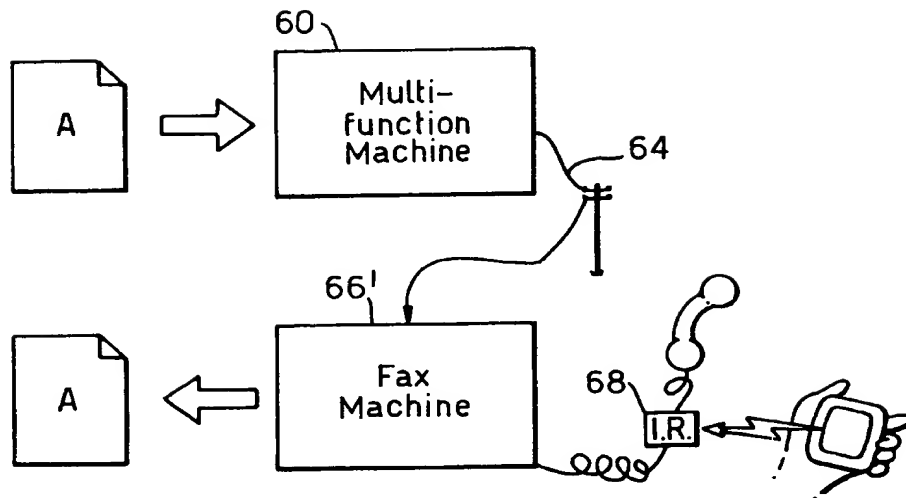 60
A
Multi-
function
Machine
64
66'
A
Fax
Machine
68
I.R.